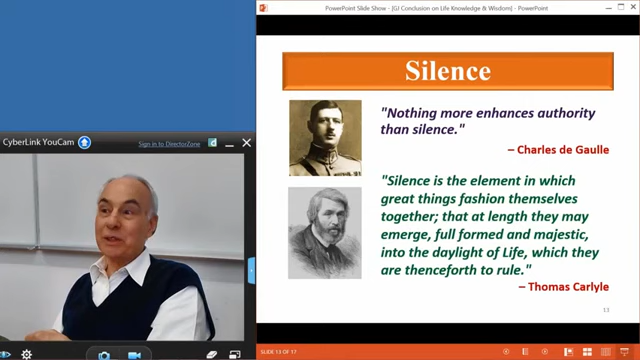 PowerPoint Slide Show - [GJ Conclusion on Life Knowledge & Wisdom] - PowerPoint
Silence
"Nothing more enhances authority
than silence."
– Charles de Gaulle
CyberLink YouCam
Sign in to DirectorZone
"Silence is the element in which
great things fashion themselves
together; that at length they may
emerge, full formed and majestic,
into the daylight of Life, which they
are thenceforth to rule."
– Thomas Carlyle
13
SLIDE 13 OF 17